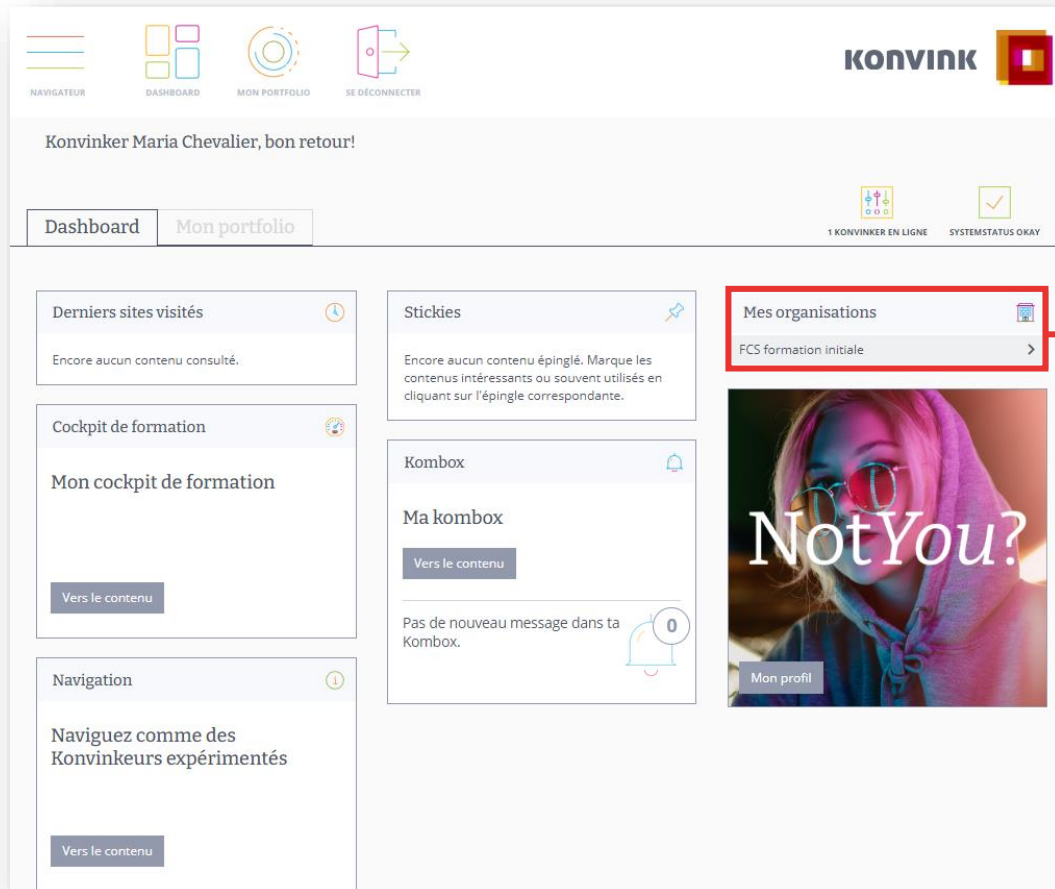 NAVIGATEUR
DASHBOARD
MON PORTFOLIO
SE DÉCONNECTER
KONVINK
Konvinker Maria Chevalier, bon retour!
Dashboard
Mon portfolio
1 KONVINKER EN LIGNE
SYSTEMSTATUS OKAY
Derniers sites visités
Encore aucun contenu consulté.
Cockpit de formation
Mon cockpit de formation
Vers le contenu
Navigation
Naviguez comme des
Konvinkeurs expérimentés
Vers le contenu
Stickies
Encore aucun contenu épinglé. Marque les
contenus intéressants ou souvent utilisés en
cliquant sur l'épingle correspondante.
Kombox
Ma kombox
Vers le contenu
Pas de nouveau message dans ta
Kombox.
0
Mes organisations
FCS formation initiale
NotYou?
Mon profil